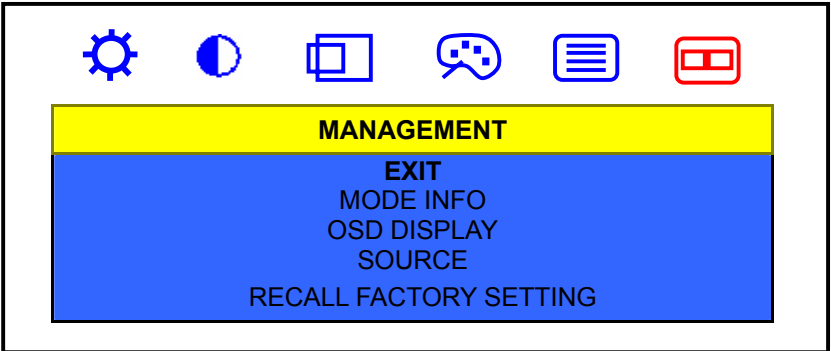 MANAGEMENT
EXIT
MODE INFO
OSD DISPLAY
SOURCE
RECALL FACTORY SETTING